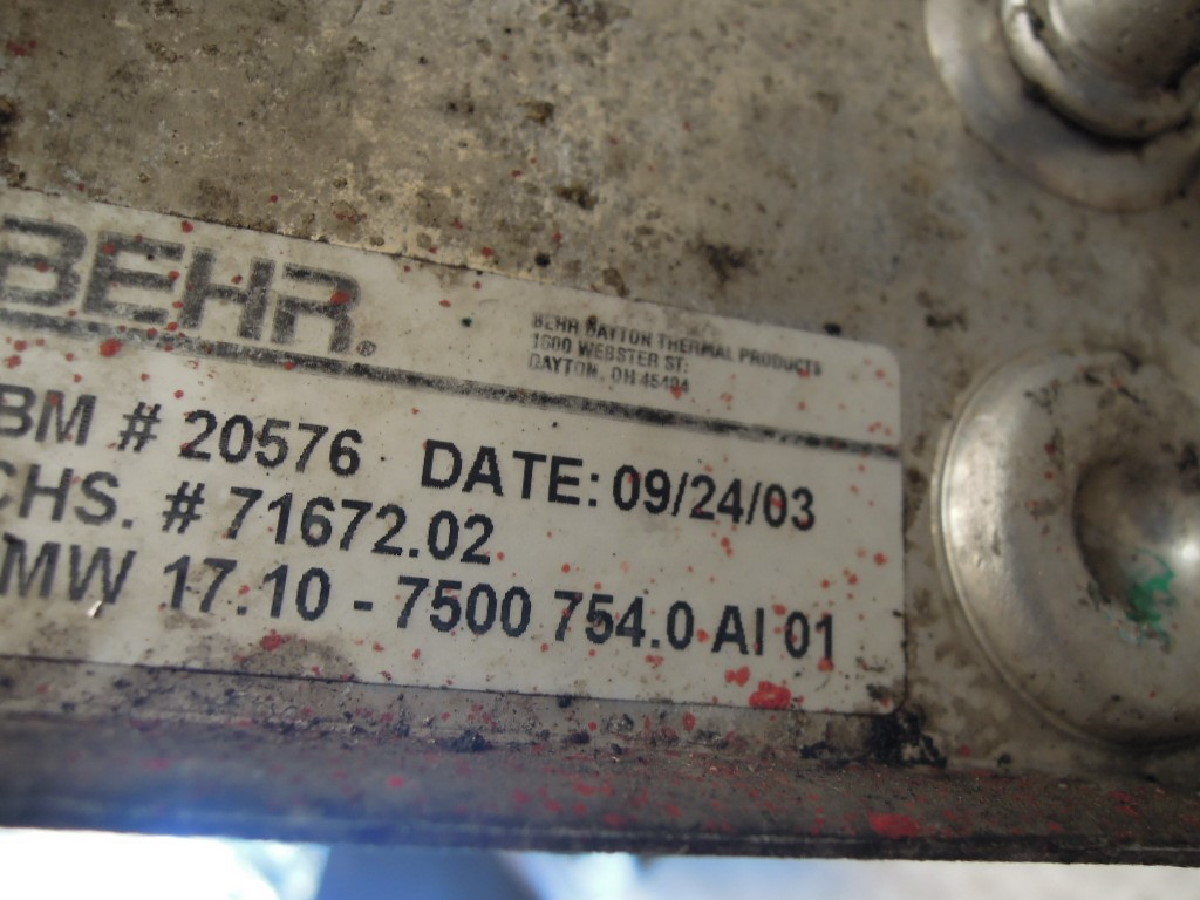 BEHR®
BEHR DAYTON THERMAL PRODUCTS
1600 WEBSTER ST.
DAYTON, OH 45404
BM # 20576 DATE: 09/24/03
CHS. # 71672.02
MW 17.10 - 7500 754.0 AI 01